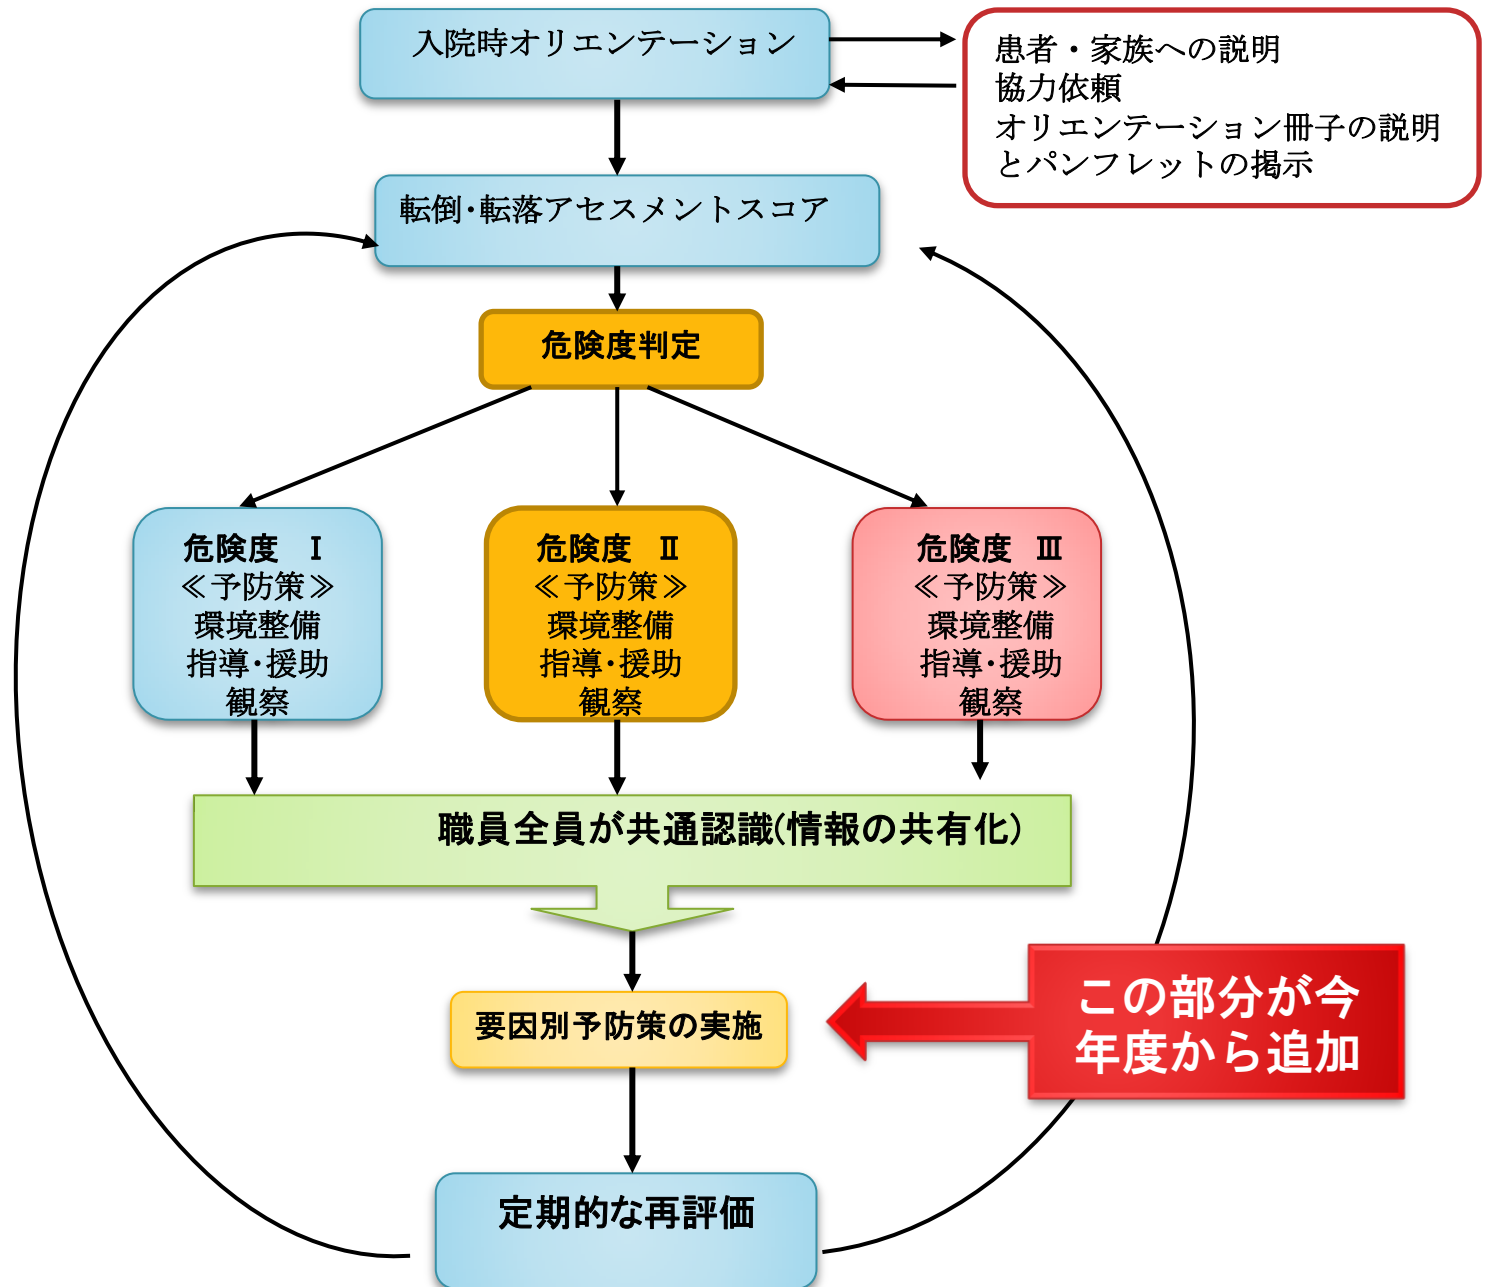 入院時オリエンテーション
患者・家族への説明
協力依頼
オリエンテーション冊子の説明
とパンフレットの掲示
転倒･転落アセスメントスコア
危険度判定
危険度　Ⅰ
≪予防策≫
環境整備
指導･援助
観察
危険度　Ⅱ
≪予防策≫
環境整備
指導･援助
観察
危険度　Ⅲ
≪予防策≫
環境整備
指導･援助
観察
職員全員が共通認識(情報の共有化)
要因別予防策の実施
この部分が今
年度から追加
定期的な再評価